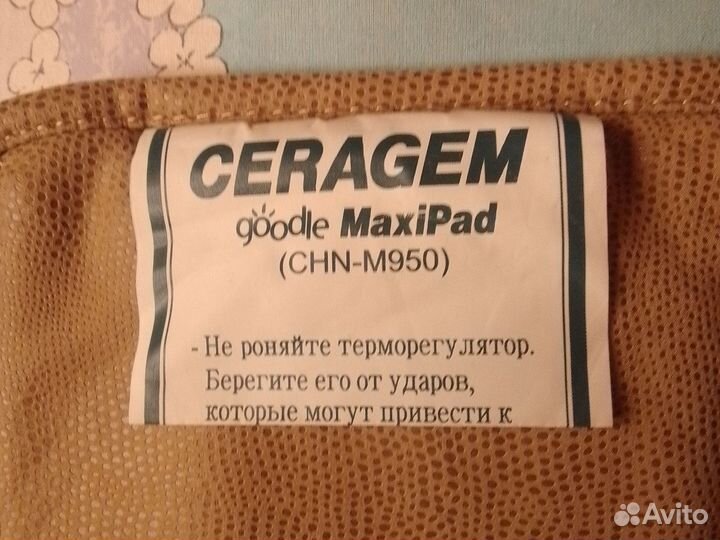 CERAGEM
goodle MaxiPad
(CHN-M950)
- Не роняйте терморегулятор.
Берегите его от ударов,
которые могут привести к
Avito